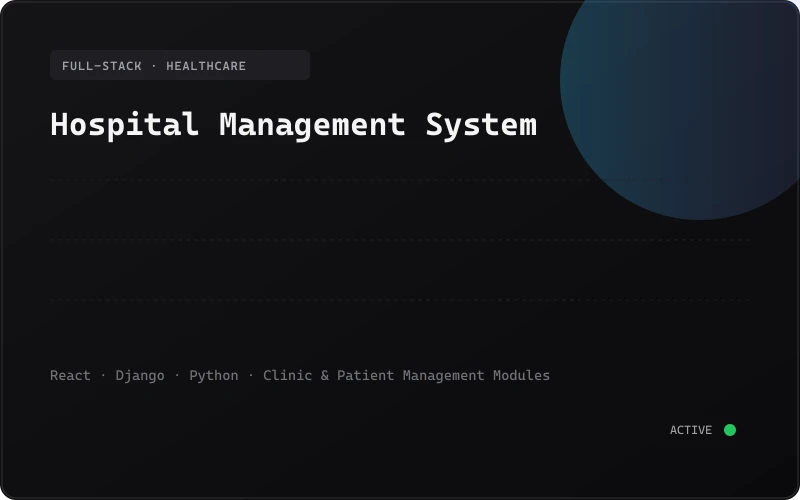 FULL-STACK · HEALTHCARE
Hospital Management System
React · Django · Python · Clinic & Patient Management Modules
ACTIVE